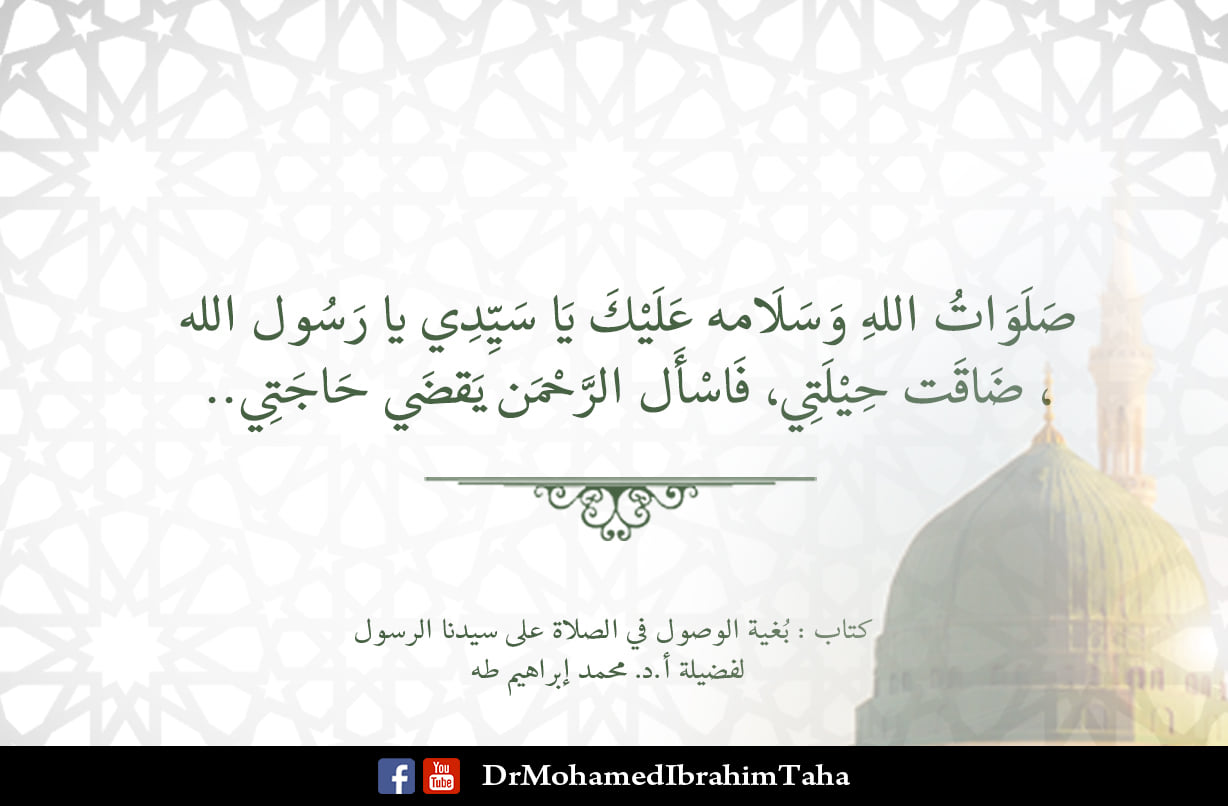 صَلَوَاتُ اللهِ وَسَلَامه عَلَيْكَ يَا سَيِّدِي يا رَسُول الله
، ضَاقَت حِيْلَتِي، فَاسْأَل الرَّحْمَن يَقضَي حَاجَتِي..
كتاب : بُغية الوصول في الصلاة على سيدنا الرسول
لفضيلة أ.د. محمد إبراهيم طه
f You Tube DrMohamedIbrahimTaha